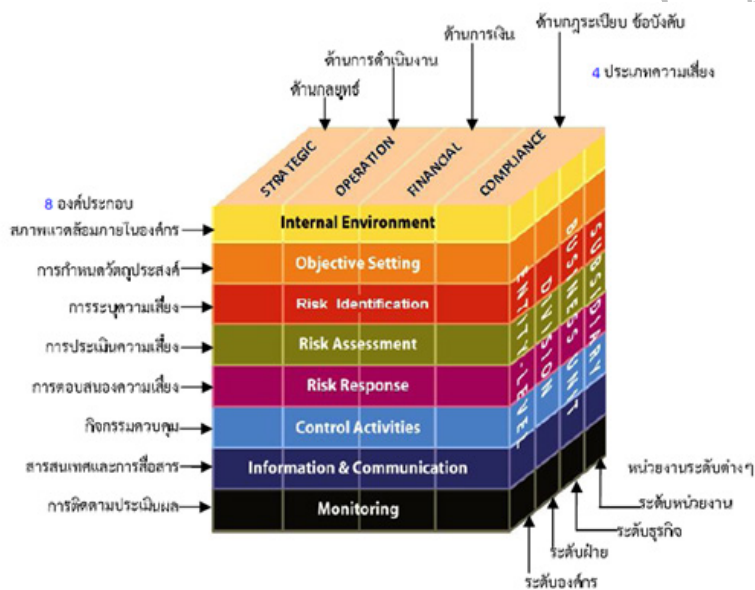 ด้านกฎระเบียบ ข้อบังคับ
ด้านการเงิน
ด้านการดำเนินงาน
ด้านกลยุทธ์
4 ประเภทความเสี่ยง
STRATEGIC
OPERATION
FINANCIAL
COMPLIANCE
8 องค์ประกอบ
สภาพแวดล้อมภายในองค์กร
Internal Environment
การกำหนดวัตถุประสงค์
Objective Setting
การระบุความเสี่ยง
Risk Identification
การประเมินความเสี่ยง
Risk Assessment
การตอบสนองความเสี่ยง
Risk Response
กิจกรรมควบคุม
Control Activities
สารสนเทศและการสื่อสาร
Information & Communication
การติดตามประเมินผล
Monitoring
ENTITY-LEVEL
DIVISION
BUSINESS UNIT
SUBSIDIARY
หน่วยงานระดับต่างๆ
ระดับหน่วยงาน
ระดับธุรกิจ
ระดับฝ่าย
ระดับองค์กร